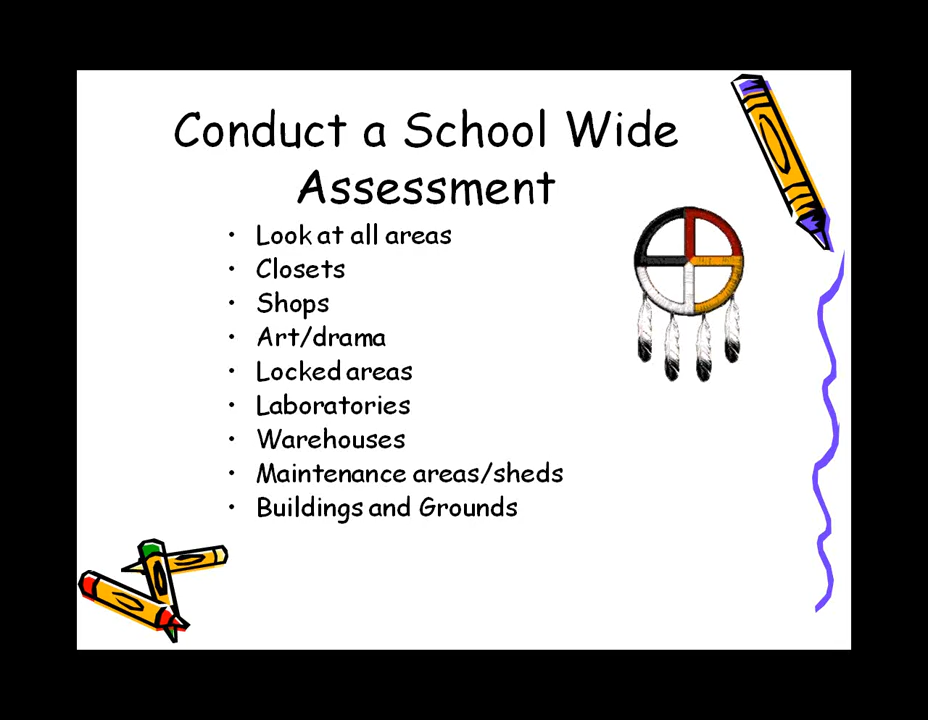 Conduct a School Wide
Assessment
• Look at all areas
• Closets
• Shops
• Art/drama
• Locked areas
• Laboratories
• Warehouses
• Maintenance areas/sheds
• Buildings and Grounds